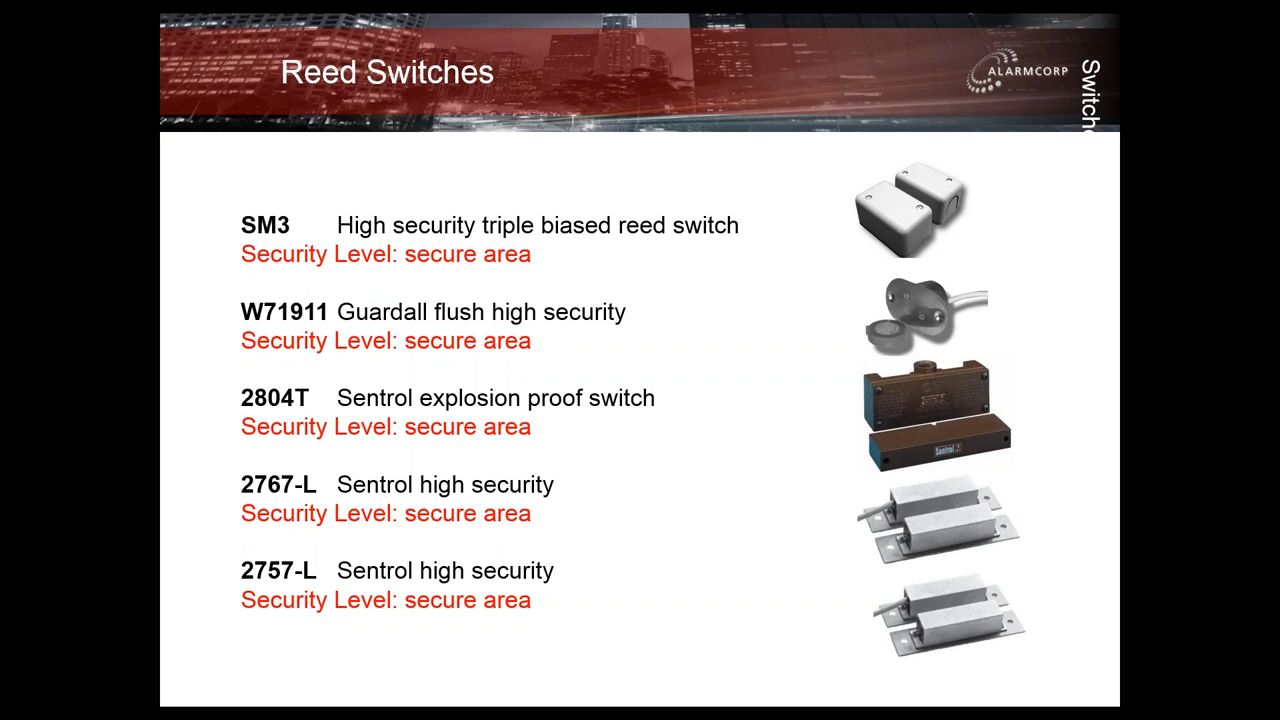 Reed Switches
ALARMCORP
SM3 High security triple biased reed switch
Security Level: secure area
W71911 Guardall flush high security
Security Level: secure area
2804T Sentrol explosion proof switch
Security Level: secure area
Sentrol
2767-L Sentrol high security
Security Level: secure area
2757-L Sentrol high security
Security Level: secure area